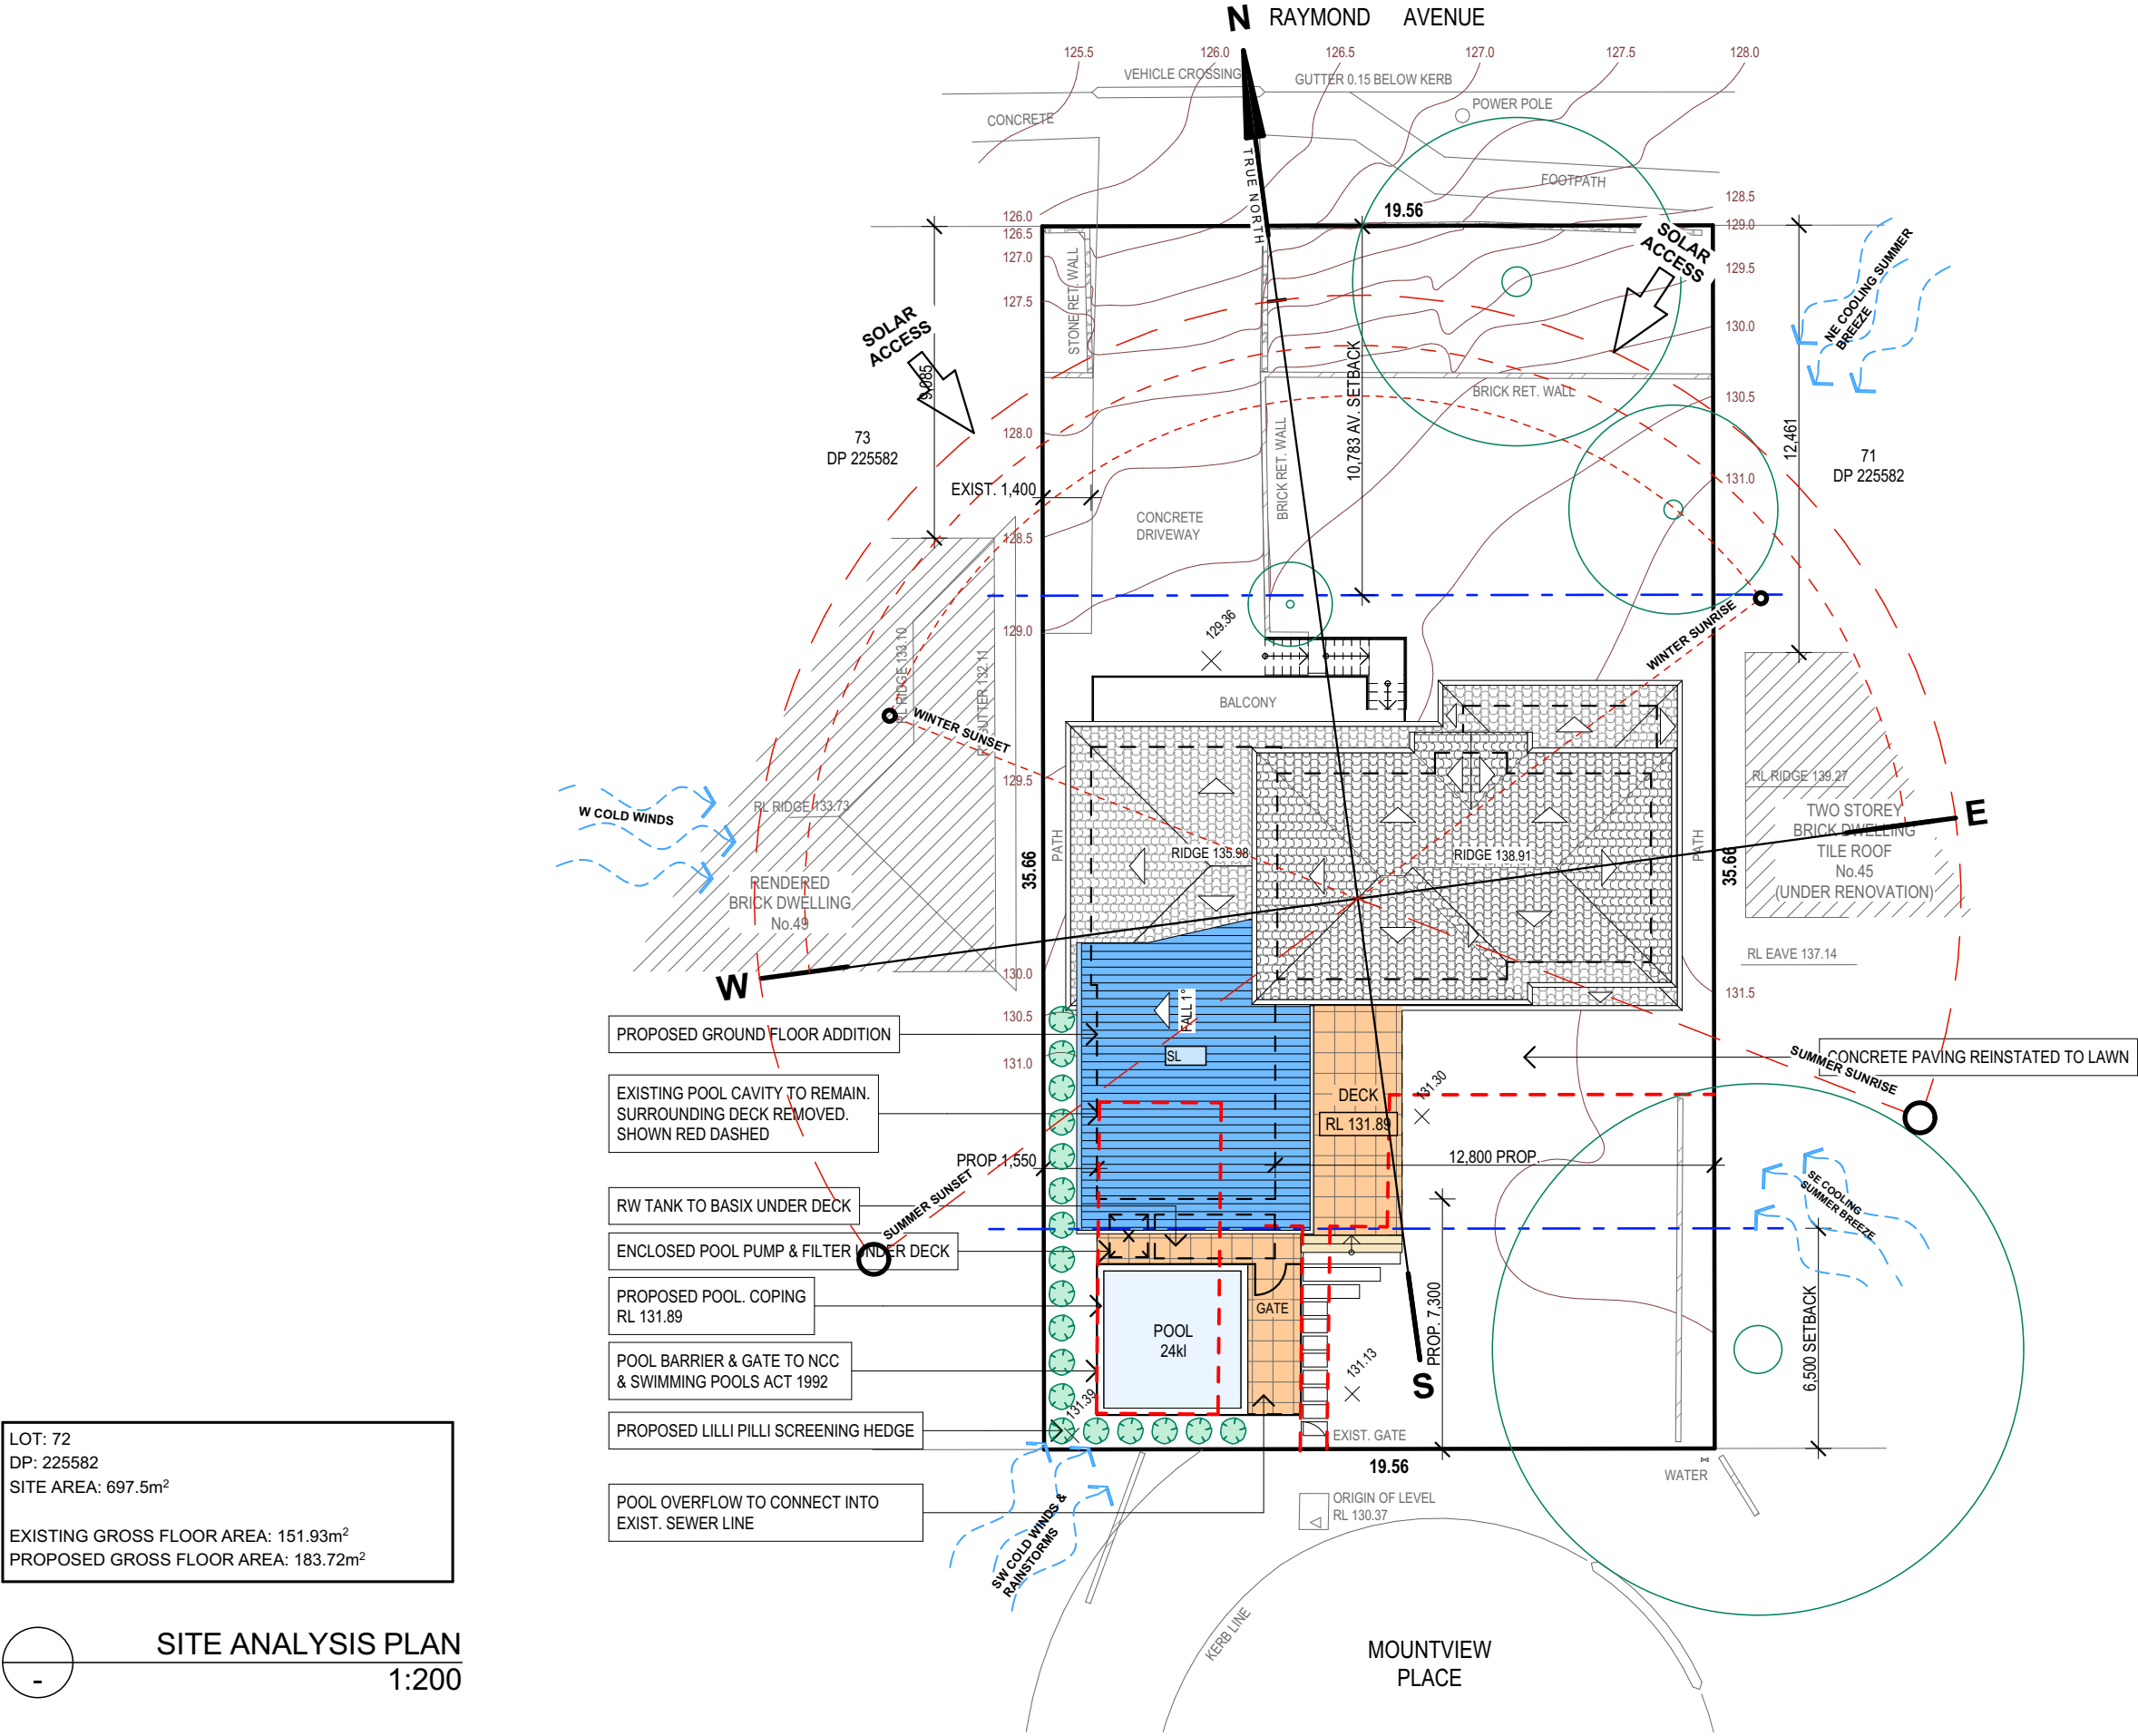 N RAYMOND AVENUE
125.5
126.0
126.5
127.0
127.5
128.0
VEHICLE CROSSING
GUTTER 0.15 BELOW KERB
POWER POLE
CONCRETE
FOOTPATH
TRUE NORTH
19.56
126.0
126.5
127.0
127.5
128.0
128.5
129.0
129.5
130.0
130.5
131.0
128.5
129.0
129.5
130.0
130.5
131.0
131.5
STONE RET. WALL
SOLAR
ACCESS
SOLAR
ACCESS
NE COOLING SUMMER
BREEZE
9,085
10,783 AV. SETBACK
BRICK RET. WALL
BRICK RET. WALL
12,461
73
DP 225582
71
DP 225582
EXIST. 1,400
CONCRETE
DRIVEWAY
129.36
WINTER SUNRISE
RL RIDGE 133.10
GUTTER 132.11
WINTER SUNSET
BALCONY
RL RIDGE 139.27
RL RIDGE 133.73
W COLD WINDS
TWO STOREY
BRICK DWELLING
TILE ROOF
No.45
(UNDER RENOVATION)
E
PATH
RIDGE 135.98
RIDGE 138.91
PATH
35.66
35.66
RENDERED
BRICK DWELLING
No.49
RL EAVE 137.14
W
FALL 1°
SL
PROPOSED GROUND FLOOR ADDITION
EXISTING POOL CAVITY TO REMAIN.
SURROUNDING DECK REMOVED.
SHOWN RED DASHED
CONCRETE PAVING REINSTATED TO LAWN
SUMMER SUNRISE
DECK
RL 131.89
131.30
PROP 1,550
12,800 PROP.
SUMMER SUNSET
RW TANK TO BASIX UNDER DECK
ENCLOSED POOL PUMP & FILTER UNDER DECK
SE COOLING
SUMMER BREEZE
PROPOSED POOL. COPING
RL 131.89
GATE
POOL
24kl
PROP. 7,300
6,500 SETBACK
POOL BARRIER & GATE TO NCC
& SWIMMING POOLS ACT 1992
131.13
S
131.39
PROPOSED LILLI PILLI SCREENING HEDGE
EXIST. GATE
19.56
WATER
POOL OVERFLOW TO CONNECT INTO
EXIST. SEWER LINE
SW COLD WINDS &
RAINSTORMS
ORIGIN OF LEVEL
RL 130.37
KERB LINE
MOUNTVIEW
PLACE
LOT: 72
DP: 225582
SITE AREA: 697.5m²
EXISTING GROSS FLOOR AREA: 151.93m²
PROPOSED GROSS FLOOR AREA: 183.72m²
SITE ANALYSIS PLAN
-
1:200